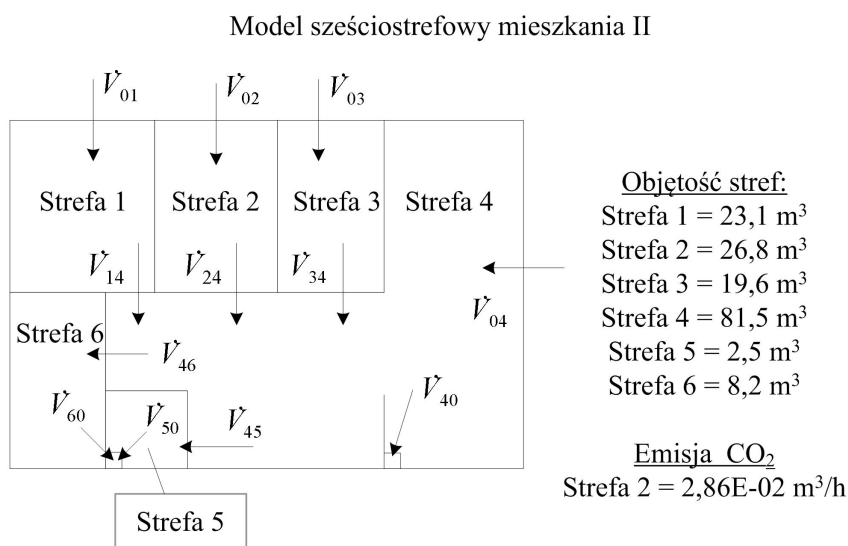 Model sześciostrefowy mieszkania II
V̇01
V̇02
V̇03
Strefa 1
Strefa 2
Strefa 3
Strefa 4
V̇14
V̇24
V̇34
V̇04
Strefa 6
V̇46
V̇60
V̇50
V̇45
V̇40
Strefa 5
Objętość stref:
Strefa 1 = 23,1 m³
Strefa 2 = 26,8 m³
Strefa 3 = 19,6 m³
Strefa 4 = 81,5 m³
Strefa 5 = 2,5 m³
Strefa 6 = 8,2 m³
Emisja CO₂
Strefa 2 = 2,86E-02 m³/h